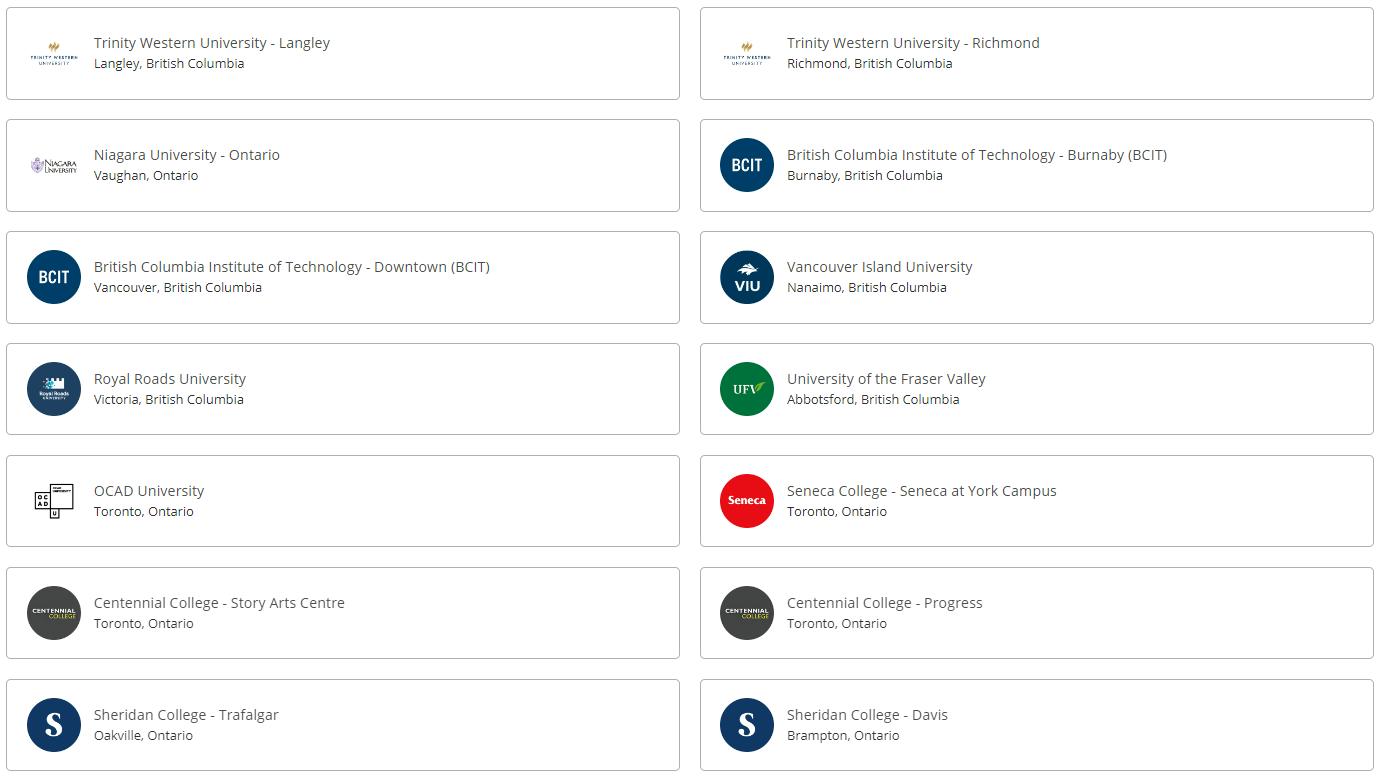 TRINITY WESTERN
UNIVERSITY
Trinity Western University - Langley
Langley, British Columbia
TRINITY WESTERN
UNIVERSITY
Trinity Western University - Richmond
Richmond, British Columbia
NIAGARA
UNIVERSITY
Niagara University - Ontario
Vaughan, Ontario
BCIT
British Columbia Institute of Technology - Burnaby (BCIT)
Burnaby, British Columbia
BCIT
British Columbia Institute of Technology - Downtown (BCIT)
Vancouver, British Columbia
VIU
Vancouver Island University
Nanaimo, British Columbia
Royal Roads
UNIVERSITY
Royal Roads University
Victoria, British Columbia
UFV
University of the Fraser Valley
Abbotsford, British Columbia
OC
AD
U
OCAD University
Toronto, Ontario
Seneca
Seneca College - Seneca at York Campus
Toronto, Ontario
CENTENNIAL
COLLEGE
Centennial College - Story Arts Centre
Toronto, Ontario
CENTENNIAL
COLLEGE
Centennial College - Progress
Toronto, Ontario
S
Sheridan College - Trafalgar
Oakville, Ontario
S
Sheridan College - Davis
Brampton, Ontario